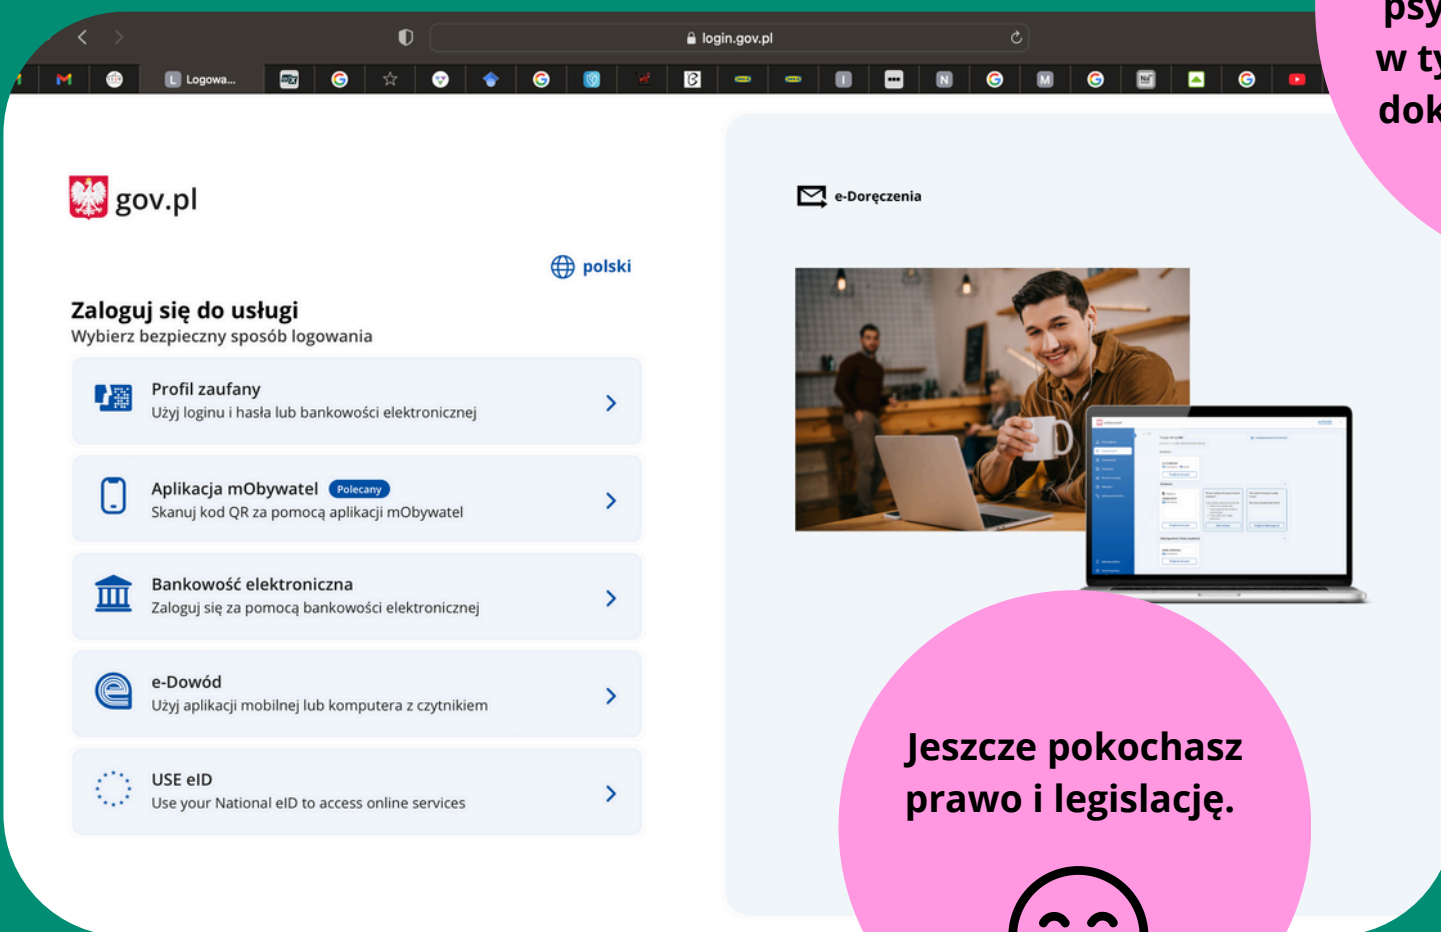 login.gov.pl
Logowa...
gov.pl
polski
Zaloguj się do usługi
Wybierz bezpieczny sposób logowania
Profil zaufany
Użyj loginu i hasła lub bankowości elektronicznej
Aplikacja mObywatel Polecany
Skanuj kod QR za pomocą aplikacji mObywatel
Bankowość elektroniczna
Zaloguj się za pomocą bankowości elektronicznej
e-Dowód
Użyj aplikacji mobilnej lub komputera z czytnikiem
USE eID
Use your National eID to access online services
e-Doręczenia
psy
w ty
dok
Jeszcze pokochasz
prawo i legislację.